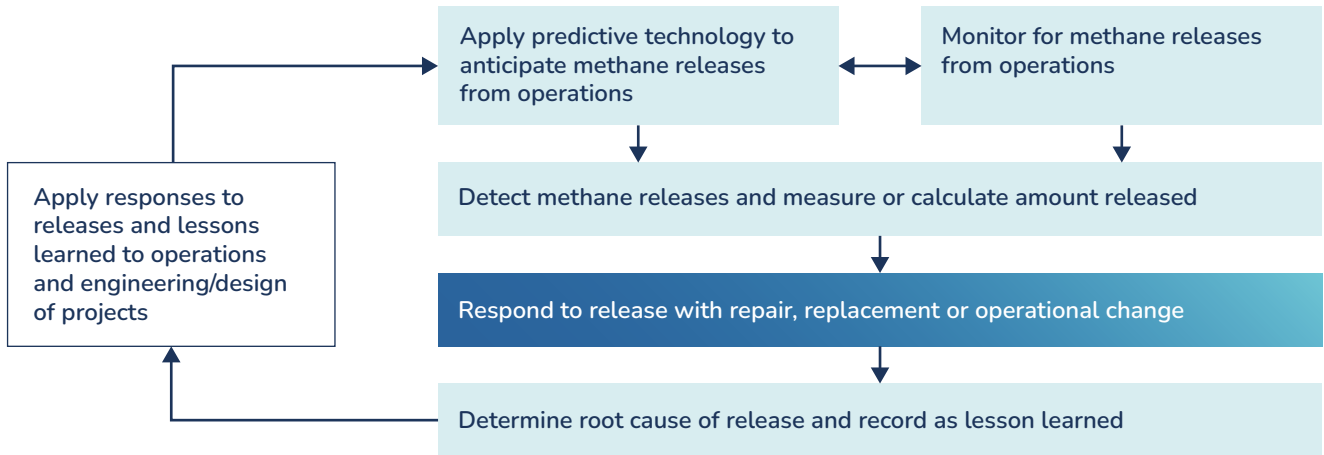 Apply predictive technology to
anticipate methane releases
from operations
Monitor for methane releases
from operations
Detect methane releases and measure or calculate amount released
Respond to release with repair, replacement or operational change
Determine root cause of release and record as lesson learned
Apply responses to
releases and lessons
learned to operations
and engineering/design
of projects